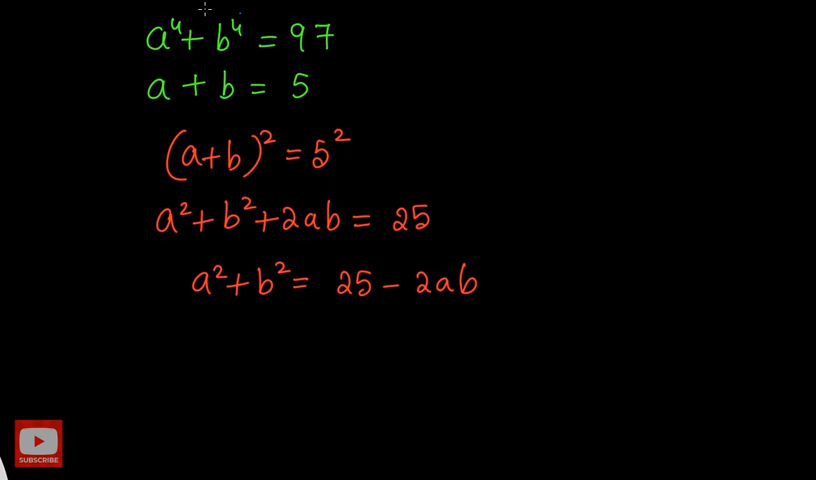 a⁴ + b⁴ = 97
a + b = 5
(a+b)² = 5²
a² + b² + 2ab = 25
a² + b² = 25 - 2ab
SUBSCRIBE